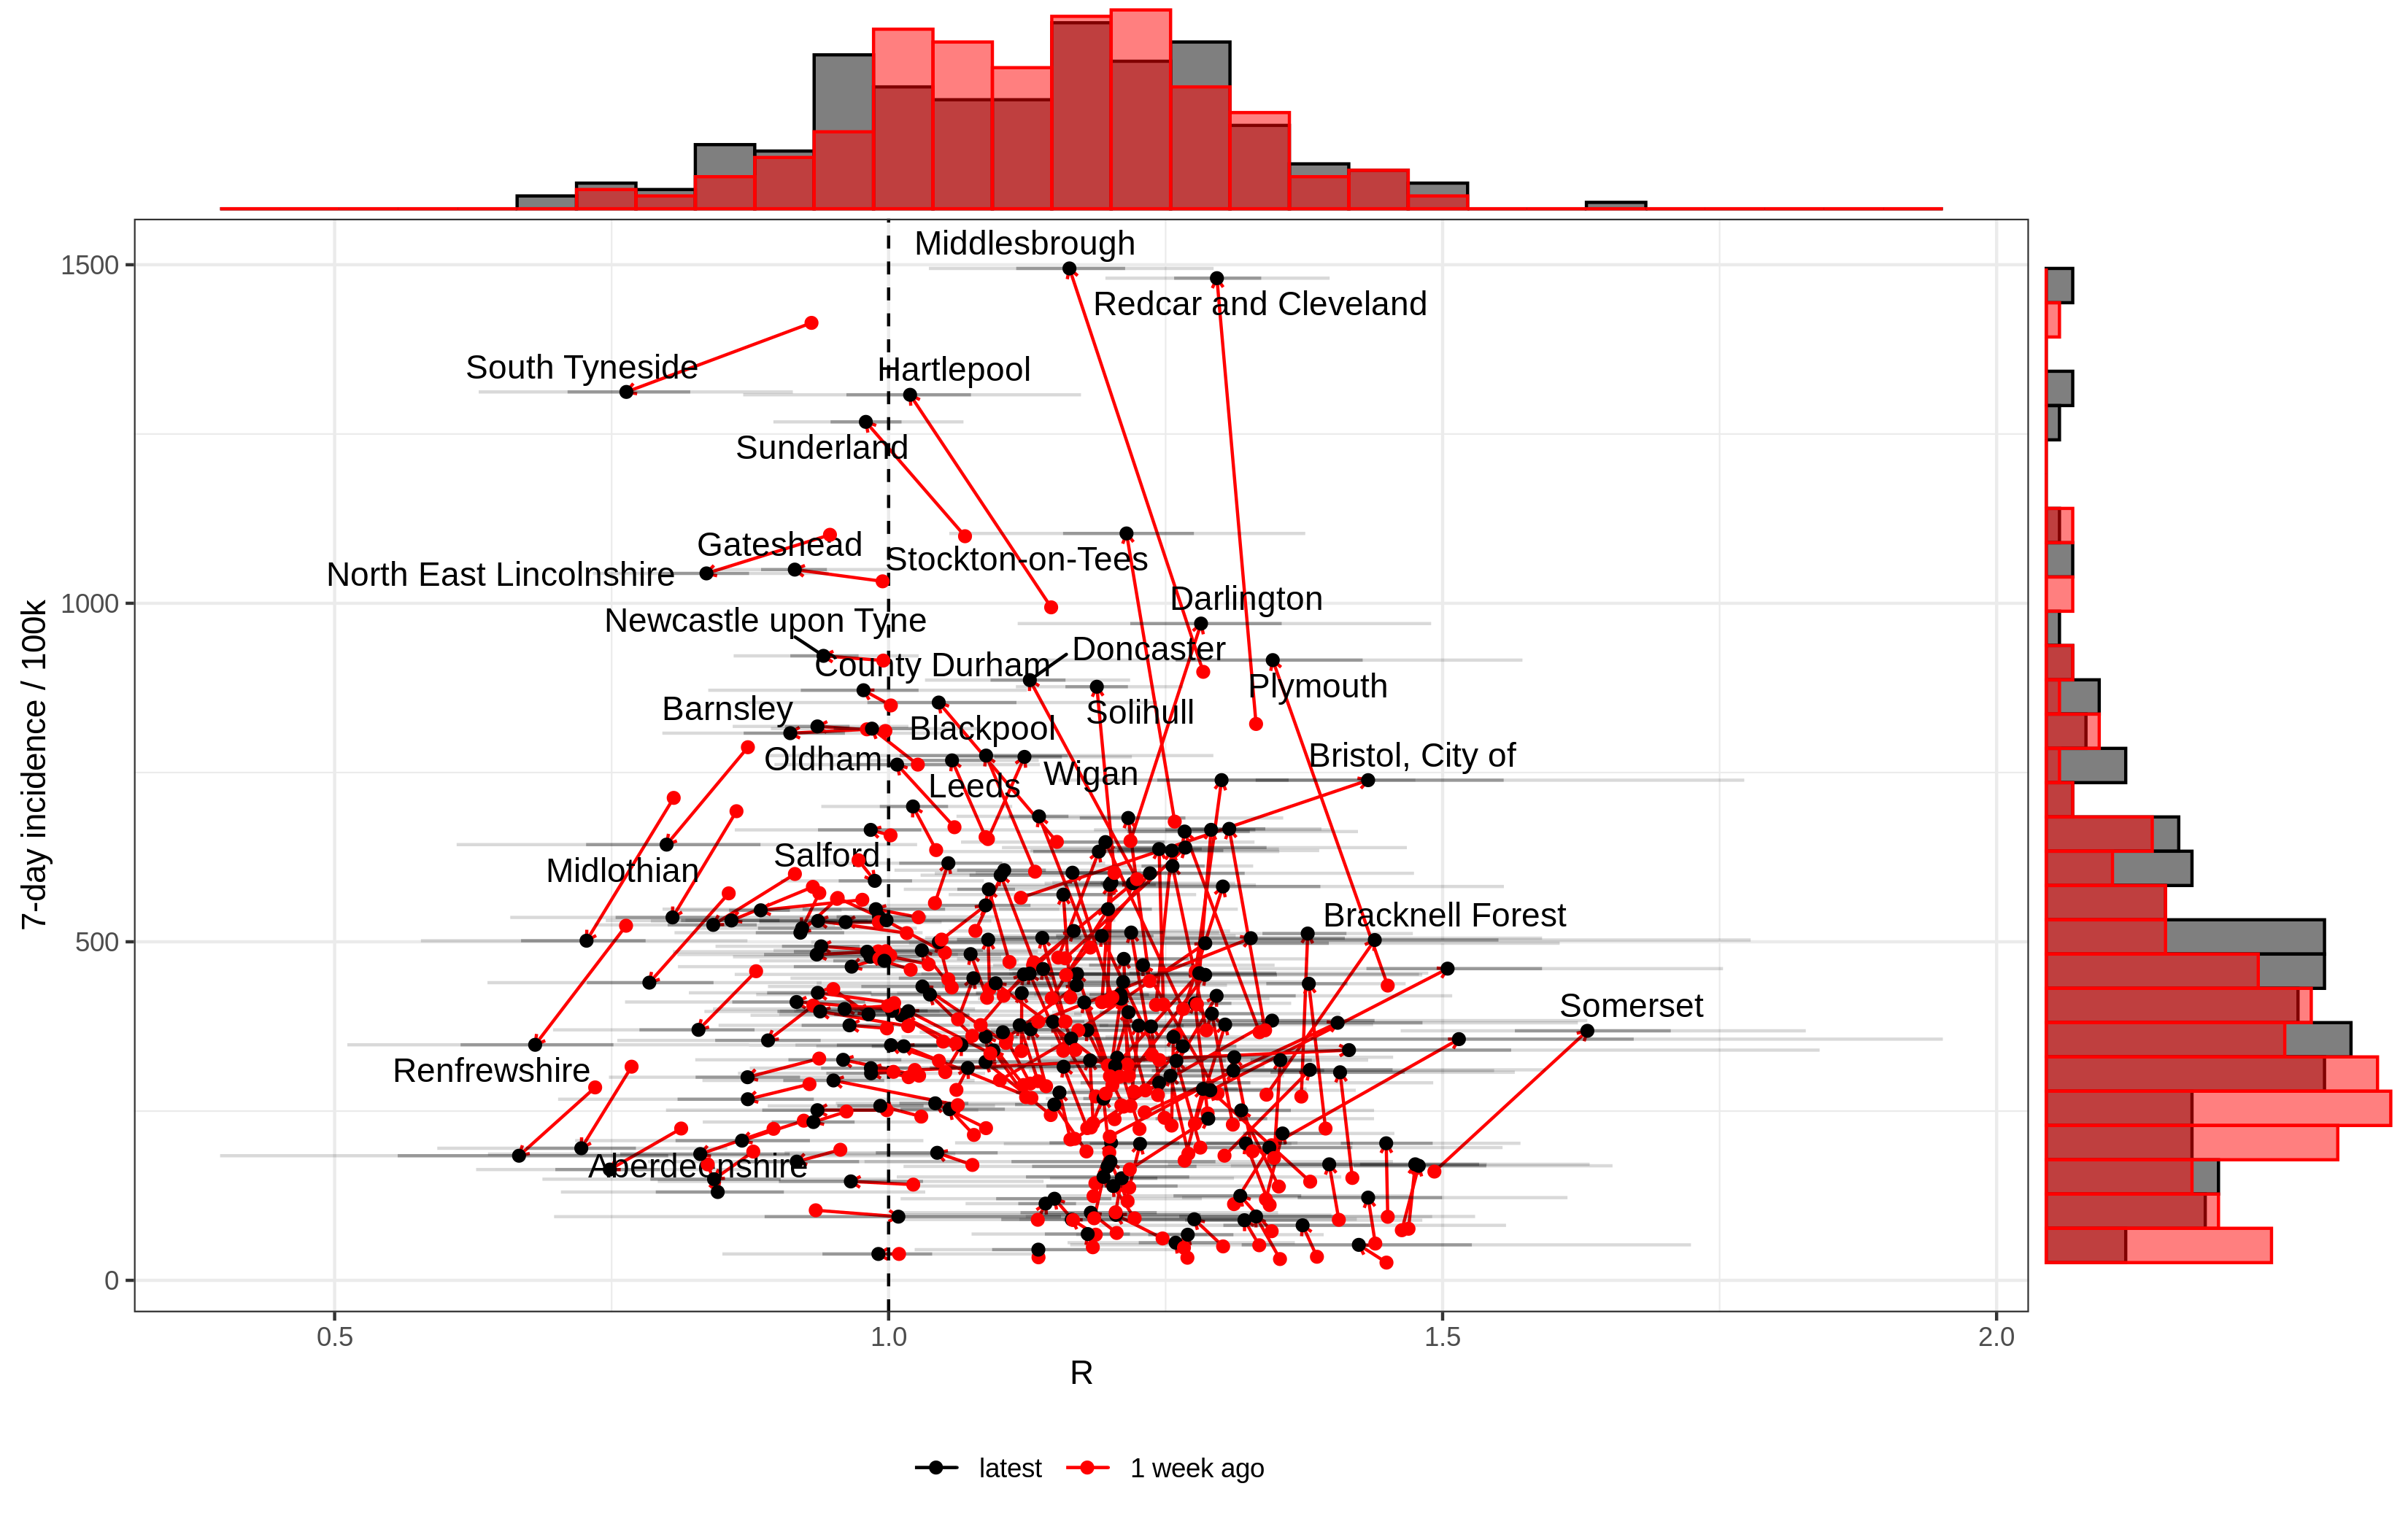 Middlesbrough
1500
Redcar and Cleveland
South Tyneside
Hartlepool
Sunderland
Gateshead
Stockton-on-Tees
North East Lincolnshire
1000
Darlington
Newcastle upon Tyne
Doncaster
County Durham
Plymouth
Barnsley
Solihull
Blackpool
Bristol, City of
Oldham
Wigan
Leeds
7-day incidence / 100k
Salford
Midlothian
Bracknell Forest
500
Somerset
Renfrewshire
Aberdeenshire
0
0.5
1.0
1.5
2.0
R
latest
1 week ago